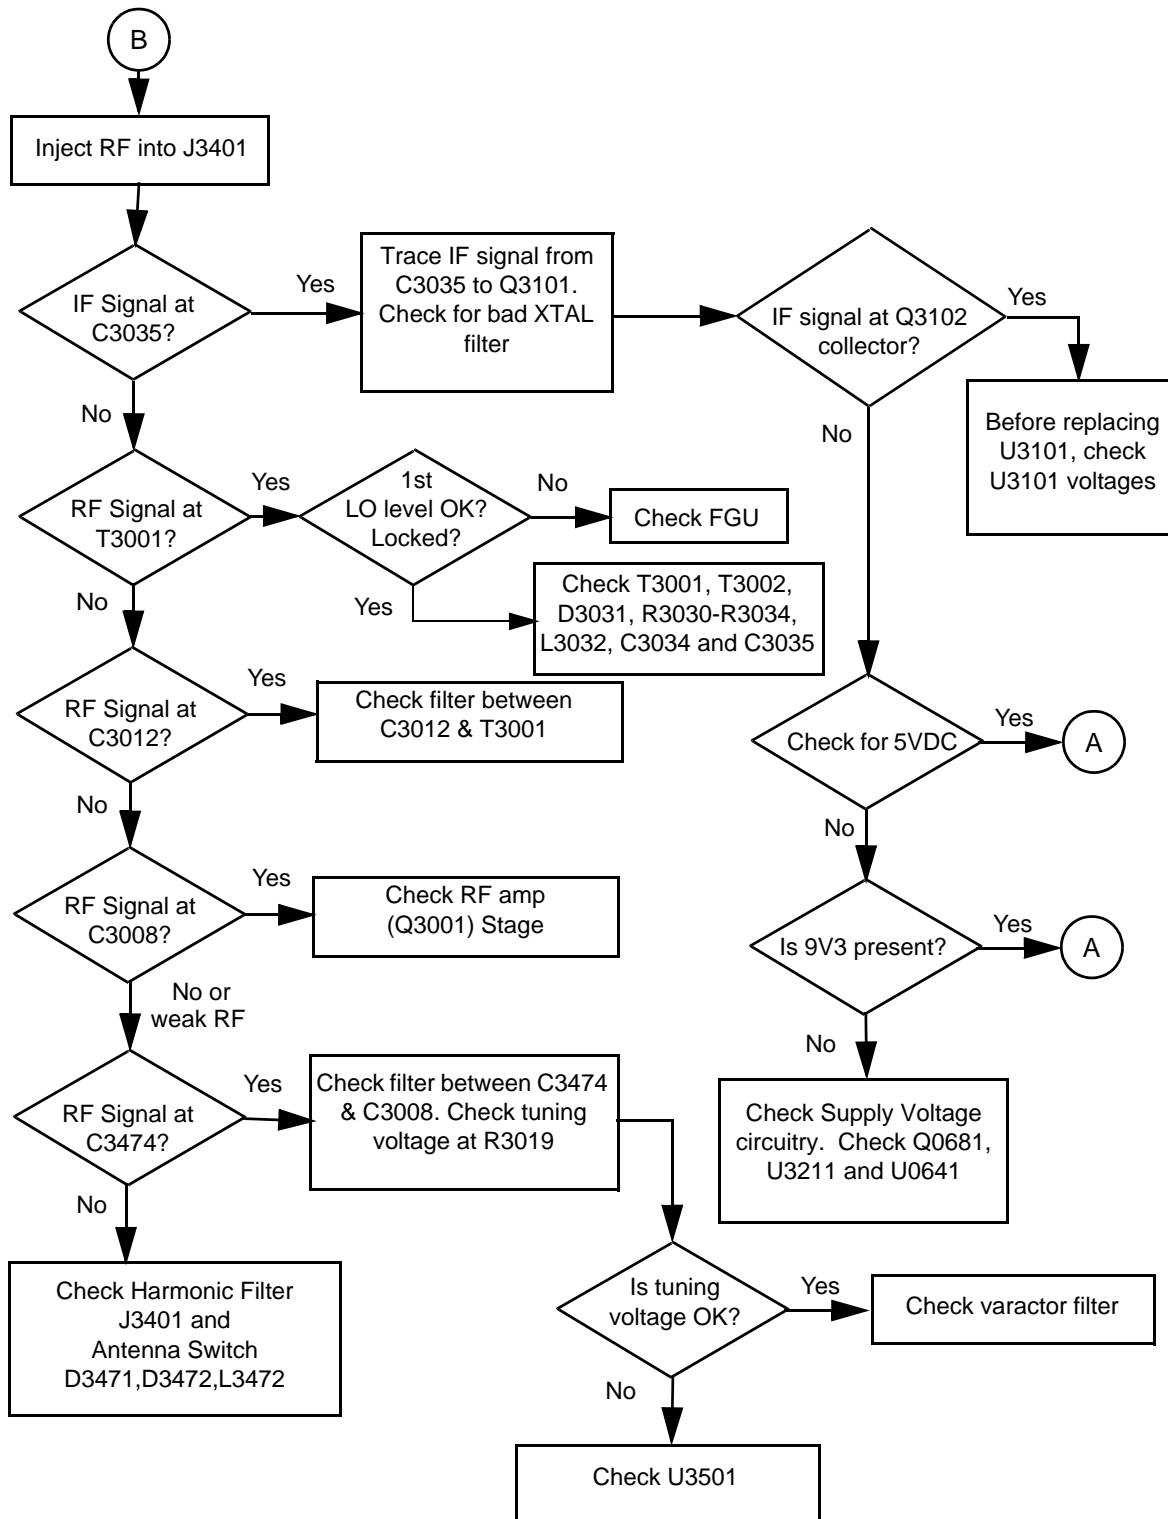 B
Inject RF into J3401
IF Signal at
C3035?
Yes
Trace IF signal from
C3035 to Q3101.
Check for bad XTAL
filter
IF signal at Q3102
collector?
Yes
Before replacing
U3101, check
U3101 voltages
No
No
RF Signal at
T3001?
Yes
1st
LO level OK?
Locked?
No
Check FGU
Yes
Check T3001, T3002,
D3031, R3030-R3034,
L3032, C3034 and C3035
No
RF Signal at
C3012?
Yes
Check filter between
C3012 & T3001
Check for 5VDC
Yes
A
No
No
RF Signal at
C3008?
Yes
Check RF amp
(Q3001) Stage
Is 9V3 present?
Yes
A
No or
weak RF
No
RF Signal at
C3474?
Yes
Check filter between C3474
& C3008. Check tuning
voltage at R3019
Check Supply Voltage
circuitry.  Check Q0681,
U3211 and U0641
No
Check Harmonic Filter
J3401 and
Antenna Switch
D3471,D3472,L3472
Is tuning
voltage OK?
Yes
Check varactor filter
No
Check U3501